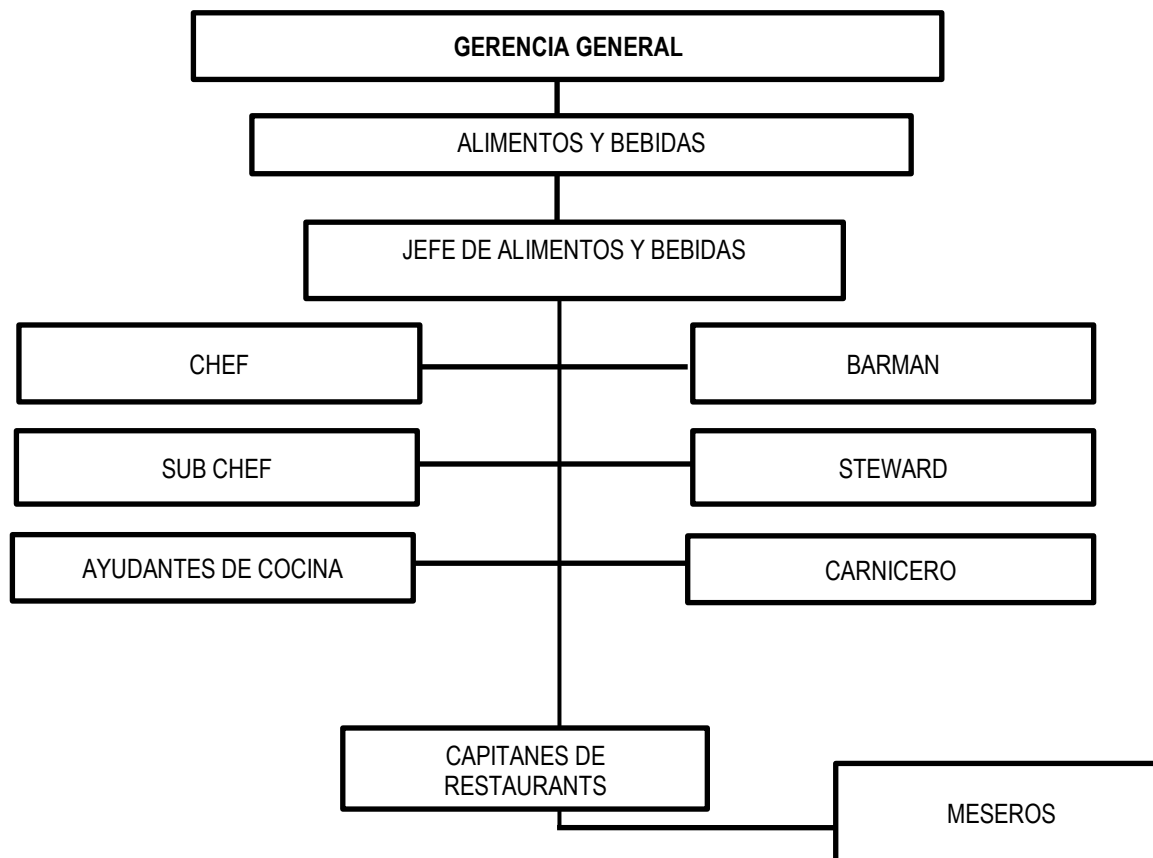 GERENCIA GENERAL
ALIMENTOS Y BEBIDAS
JEFE DE ALIMENTOS Y BEBIDAS
CHEF
BARMAN
SUB CHEF
STEWARD
AYUDANTES DE COCINA
CARNICERO
CAPITANES DE
RESTAURANTS
MESEROS